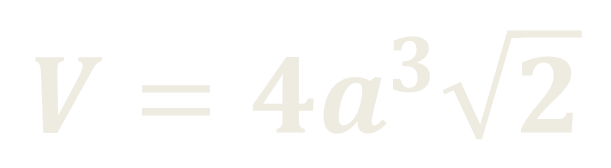 V = 4a³√2